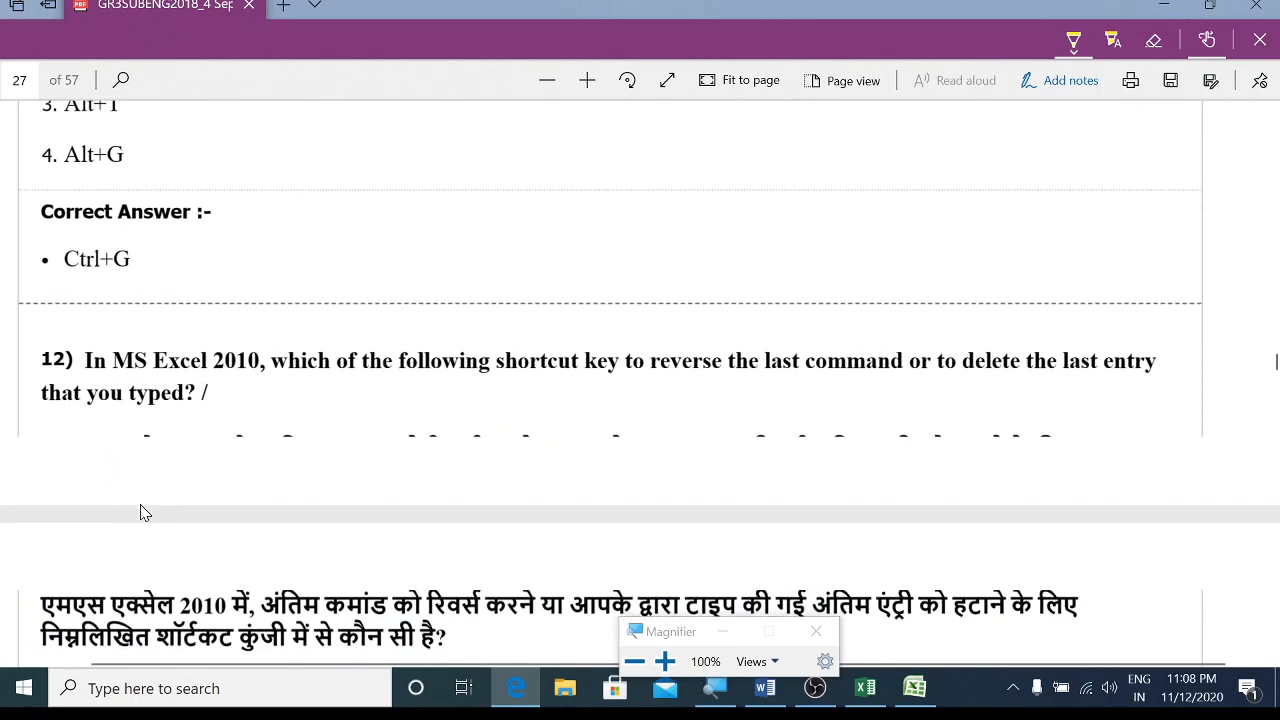 GR3SUBENG2018_4 Sep
27 of 57
Fit to page
Page view
Read aloud
Add notes
3. Alt+T
4. Alt+G
Correct Answer :-
• Ctrl+G
12) In MS Excel 2010, which of the following shortcut key to reverse the last command or to delete the last entry
that you typed? /
एमएस एक्सेल 2010 में, अंतिम कमांड को रिवर्स करने या आपके द्वारा टाइप की गई अंतिम एंट्री को हटाने के लिए
निम्नलिखित शॉर्टकट कुंजी में से कौन सी है?
Magnifier
100% Views
Type here to search
ENG
IN
11:08 PM
11/12/2020
1